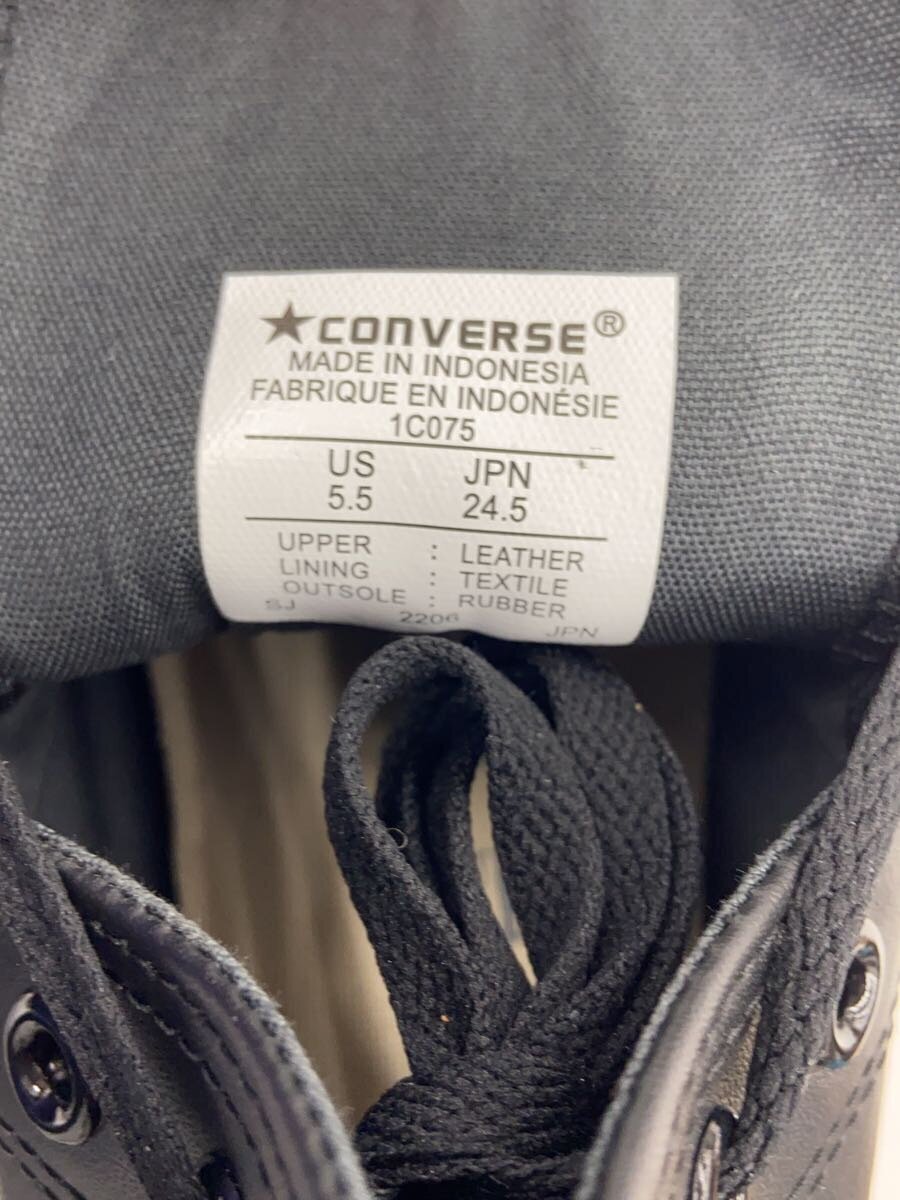 ★CONVERSE®
MADE IN INDONESIA
FABRIQUE EN INDONÉSIE
1C075
US JPN
5.5 24.5
UPPER : LEATHER
LINING : TEXTILE
OUTSOLE : RUBBER
SJ 2206 JPN